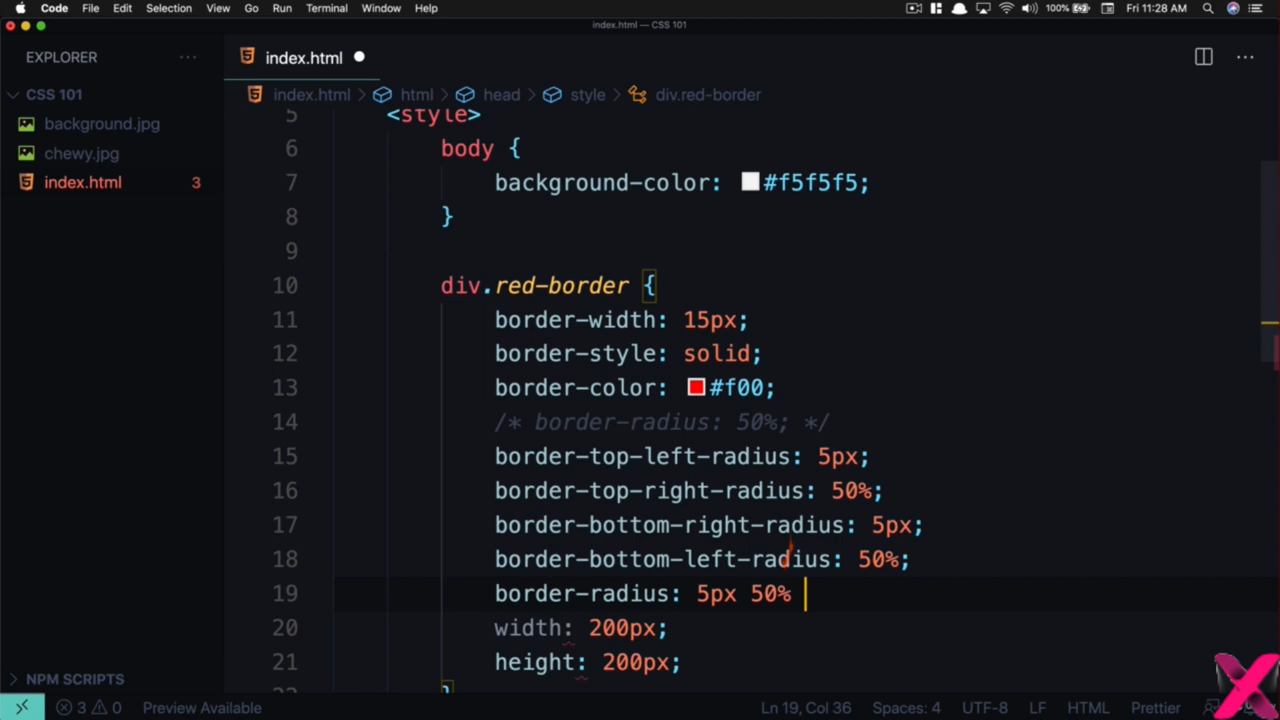 Code File Edit Selection View Go Run Terminal Window Help 100% Fri 11:28 AM
index.html — CSS 101
EXPLORER ···
index.html
CSS 101
background.jpg
chewy.jpg
index.html 3
index.html > html > head > style > div.red-border
5 <style>
6 body {
7 background-color: #f5f5f5;
8 }
9
10 div.red-border {
11 border-width: 15px;
12 border-style: solid;
13 border-color: #f00;
14 /* border-radius: 50%; */
15 border-top-left-radius: 5px;
16 border-top-right-radius: 50%;
17 border-bottom-right-radius: 5px;
18 border-bottom-left-radius: 50%;
19 border-radius: 5px 50%
20 width: 200px;
21 height: 200px;
}
NPM SCRIPTS
3 0 Preview Available Ln 19, Col 36 Spaces: 4 UTF-8 LF HTML Prettier
X